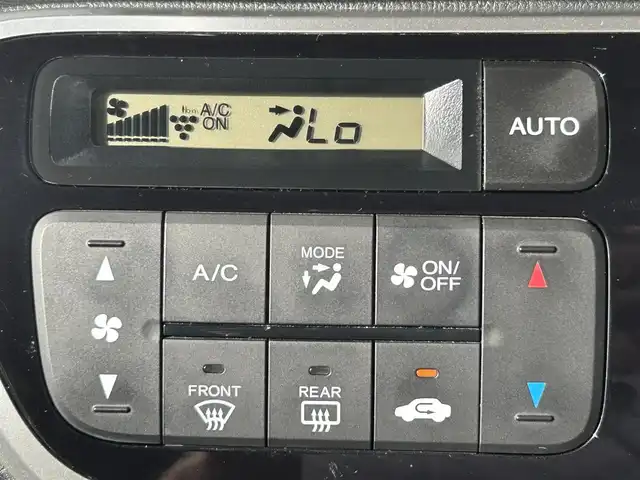 A/C
ON
Lo
AUTO
A/C
MODE
ON/
OFF
FRONT
REAR